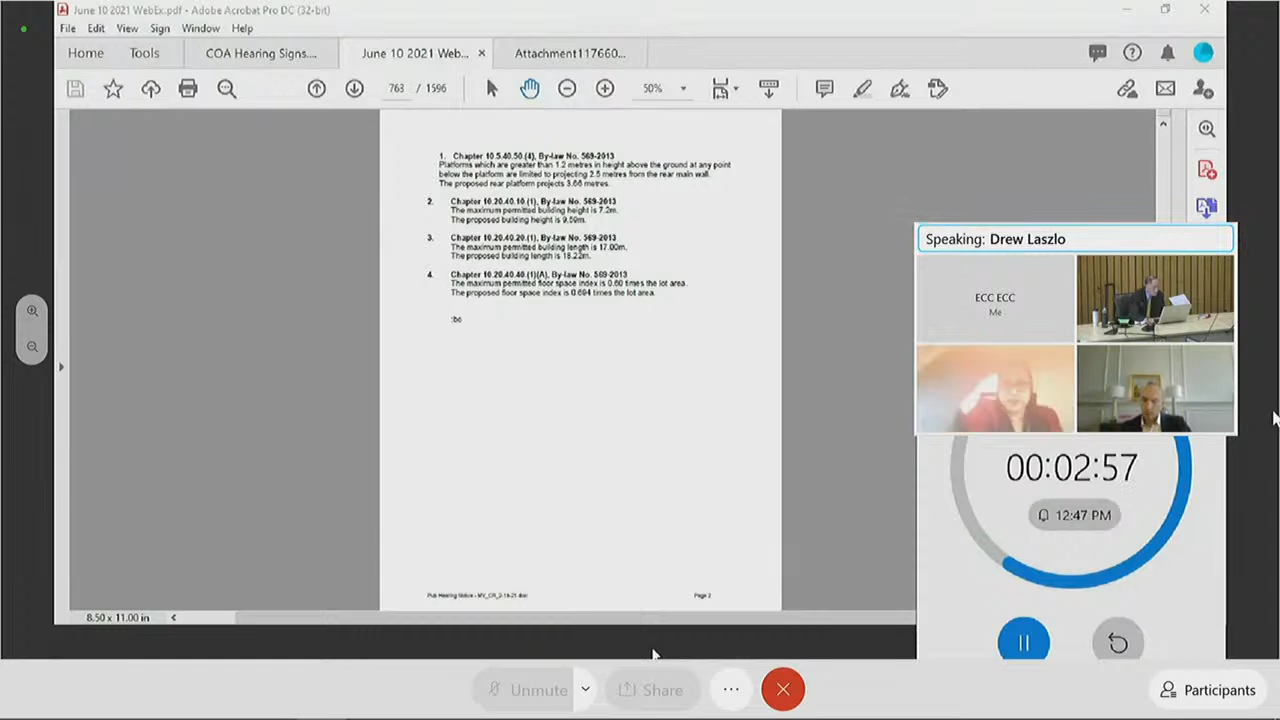 June 10 2021 WebEx.pdf - Adobe Acrobat Pro DC (32-bit)
File Edit View Sign Window Help
Home Tools COA Hearing Signs.... June 10 2021 Web... × Attachment117660...
763 / 1596 50%
1. Chapter 10.5.40.50.(4), By-law No. 569-2013
Platforms which are greater than 1.2 metres in height above the ground at any point
below the platform are limited to projecting 2.5 metres from the rear main wall.
The proposed rear platform projects 3.66 metres.
2. Chapter 10.20.40.10.(1), By-law No. 569-2013
The maximum permitted building height is 7.2m.
The proposed building height is 9.59m.
3. Chapter 10.20.40.20.(1), By-law No. 569-2013
The maximum permitted building length is 17.00m.
The proposed building length is 18.22m.
4. Chapter 10.20.40.40.(1)(A), By-law No. 569-2013
The maximum permitted floor space index is 0.60 times the lot area.
The proposed floor space index is 0.694 times the lot area.
Page 2
8.50 x 11.00 in
Speaking: Drew Laszlo
ECC ECC
Me
00:02:57
12:47 PM
Unmute Share ... Participants